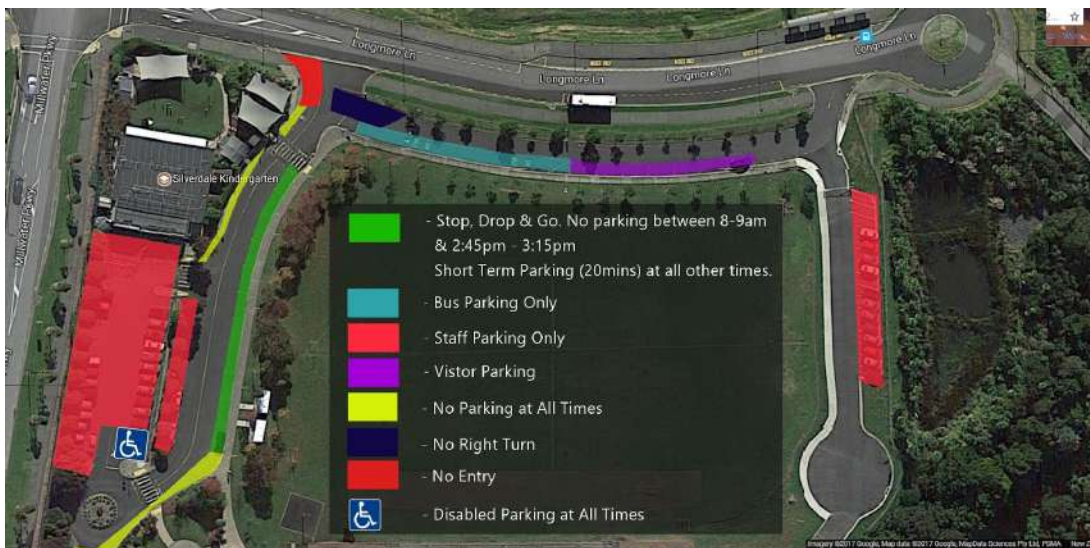 Longmore Ln
Longmore Ln
Longmore Ln
Longmore Ln
Millwater Pkwy
Millwater Pkwy
Silverdale Kindergarten
- Stop, Drop & Go. No parking between 8-9am
& 2:45pm - 3:15pm
Short Term Parking (20mins) at all other times.
- Bus Parking Only
- Staff Parking Only
- Vistor Parking
- No Parking at All Times
- No Right Turn
- No Entry
- Disabled Parking at All Times
Imagery ©2017 Google, Map data ©2017 Google, MapData Sciences Pty Ltd, PSMA